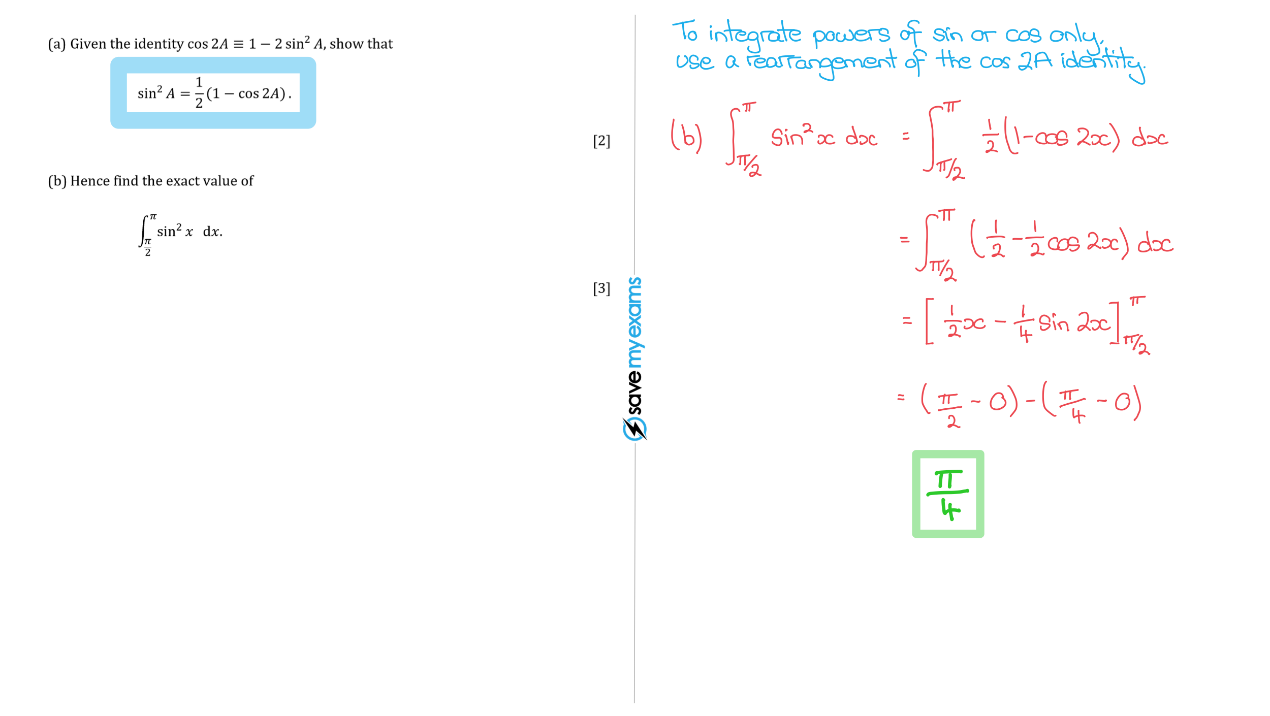 (a) Given the identity cos 2A ≡ 1 − 2 sin² A, show that
sin² A = 1/2 (1 − cos 2A) .
[2]
(b) Hence find the exact value of
∫_{π/2}^{π} sin² x dx.
[3]
save my exams
To integrate powers of sin or cos only,
use a rearrangement of the cos 2A identity.
(b) ∫_{π/2}^{π} sin² x dx = ∫_{π/2}^{π} 1/2 (1 − cos 2x) dx
= ∫_{π/2}^{π} (1/2 − 1/2 cos 2x) dx
= [1/2 x − 1/4 sin 2x]_{π/2}^{π}
= (π/2 − 0) − (π/4 − 0)
π/4